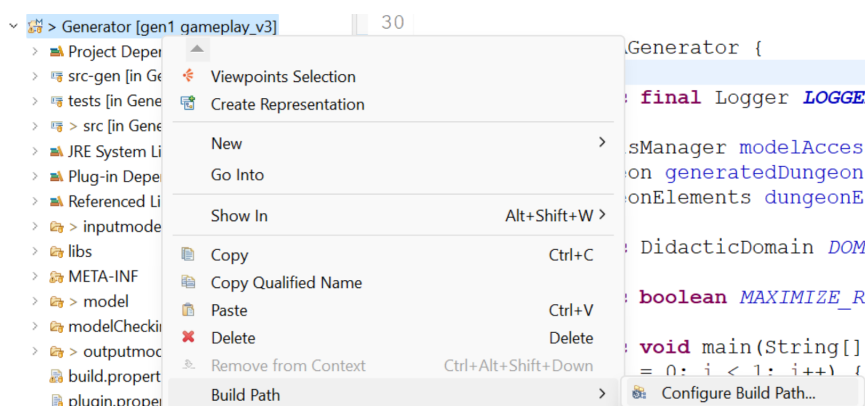 > Generator [gen1 gameplay_v3]
Project Depen
src-gen [in Ge
tests [in Gene
> src [in Gene
JRE System Li
Plug-in Depe
Referenced Li
> inputmode
libs
META-INF
> model
modelCheckin
> outputmod
build.propert
plugin.proper
Viewpoints Selection
Create Representation
New
Go Into
Show In Alt+Shift+W
Copy Ctrl+C
Copy Qualified Name
Paste Ctrl+V
Delete Delete
Remove from Context Ctrl+Alt+Shift+Down
Build Path
Configure Build Path...
30
Generator {
final Logger LOGGE
sManager modelAcces
on generatedDungeon
onElements dungeonE
DidacticDomain DOM
boolean MAXIMIZE_R
void main(String[]
= 0; i < 1; i++) {